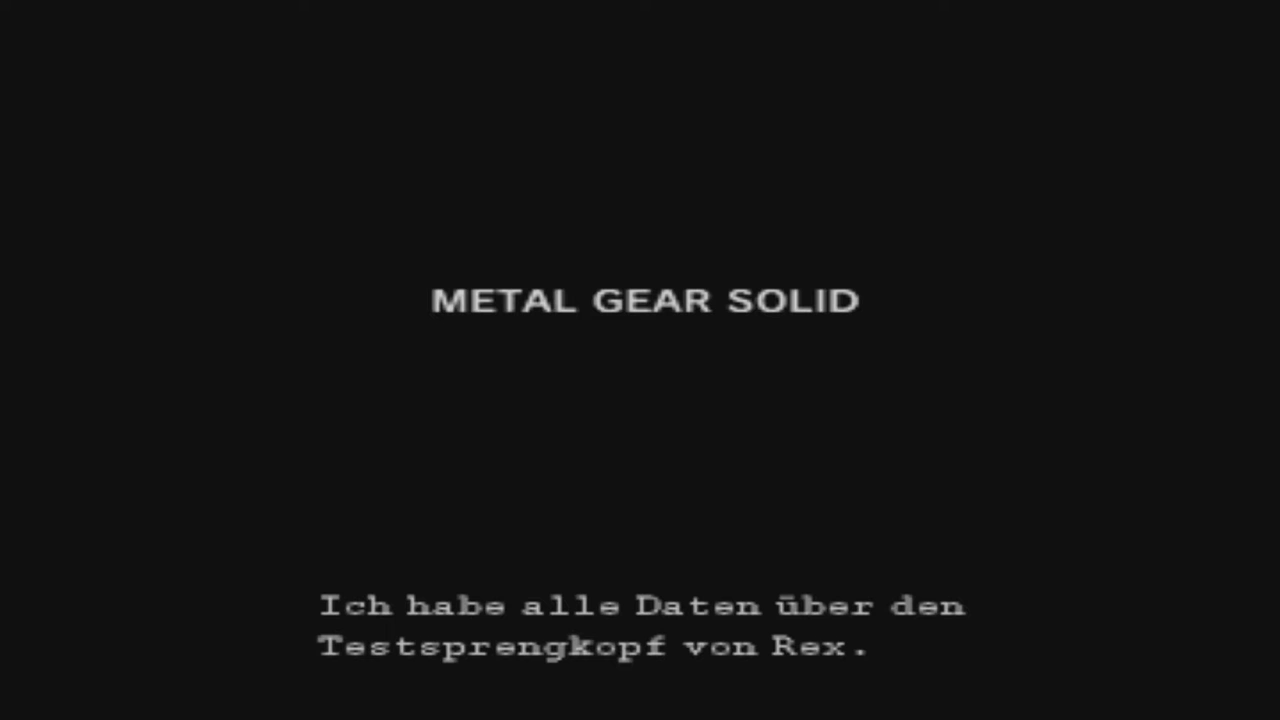 METAL GEAR SOLID
Ich habe alle Daten über den
Testsprengkopf von Rex.